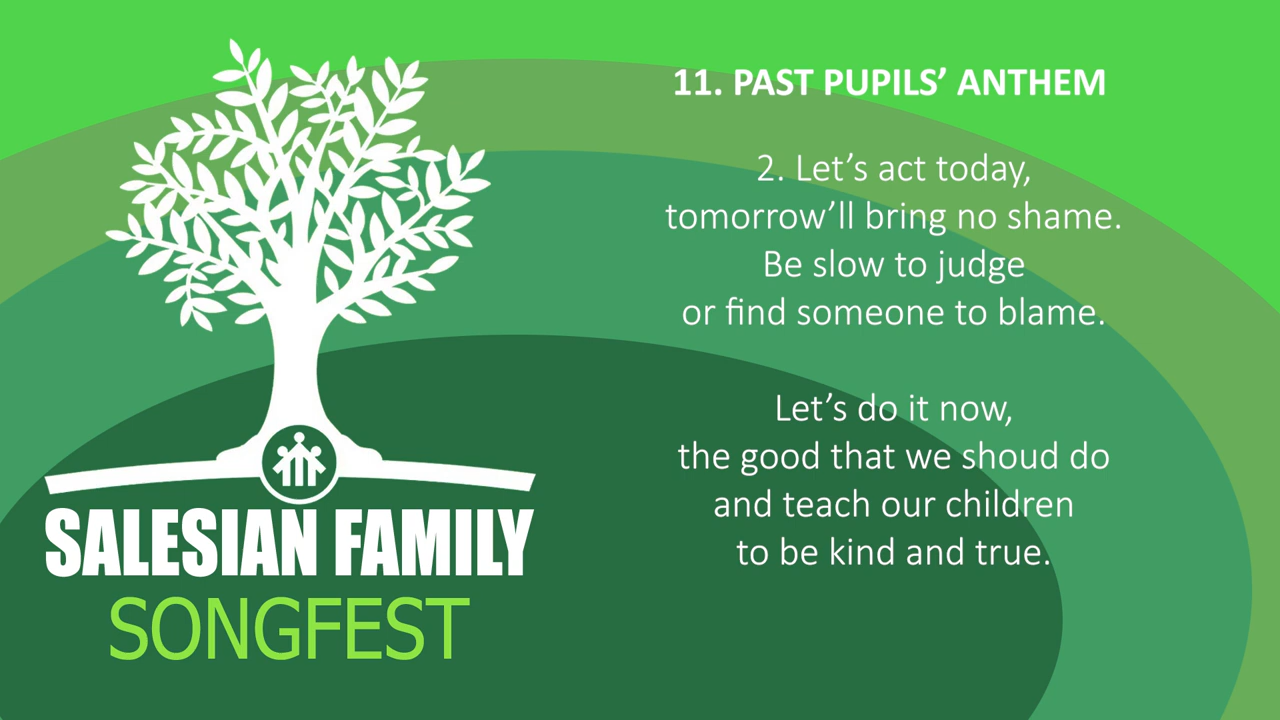 SALESIAN FAMILY
SONGFEST
11. PAST PUPILS’ ANTHEM
2. Let’s act today,
tomorrow’ll bring no shame.
Be slow to judge
or find someone to blame.
Let’s do it now,
the good that we shoud do
and teach our children
to be kind and true.